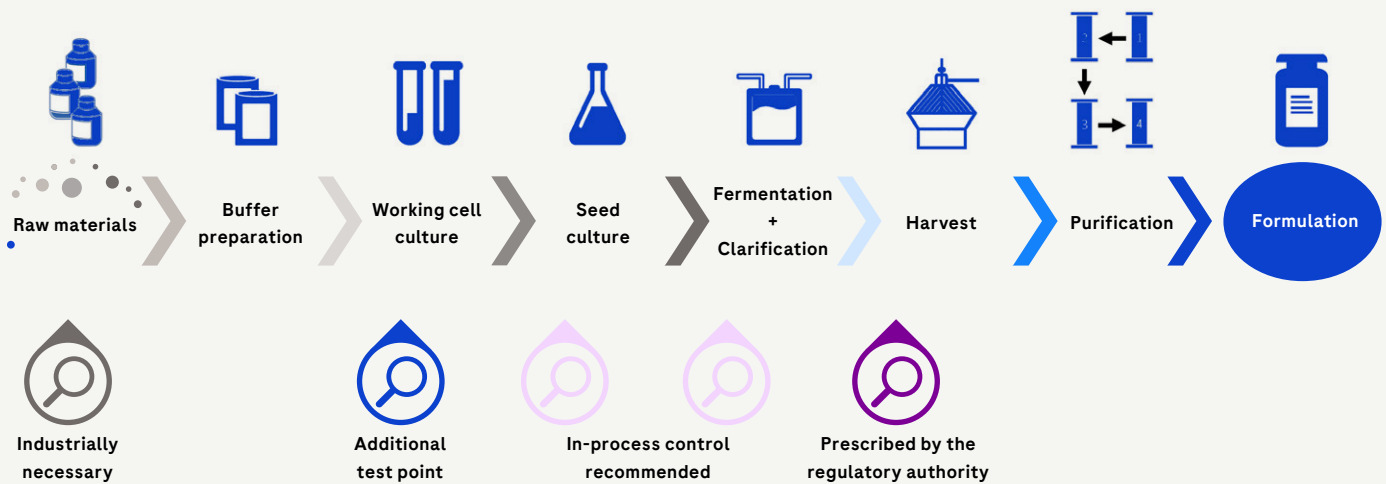 2
1
3
4
Raw materials
Buffer
preparation
Working cell
culture
Seed
culture
Fermentation
+
Clarification
Harvest
Purification
Formulation
Industrially
necessary
Additional
test point
In-process control
recommended
Prescribed by the
regulatory authority